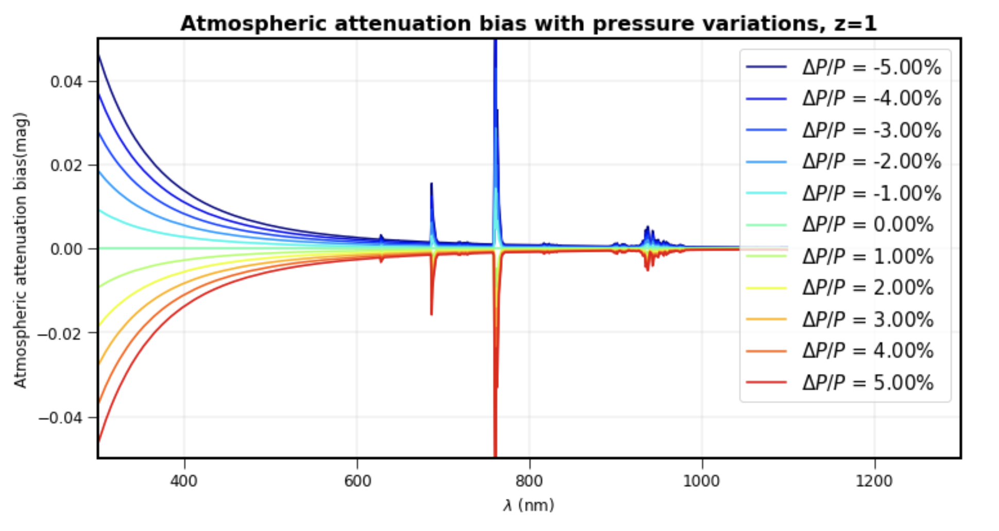 Atmospheric attenuation bias with pressure variations, z=1
Atmospheric attenuation bias(mag)
0.04
0.02
0.00
−0.02
−0.04
ΔP/P = -5.00%
ΔP/P = -4.00%
ΔP/P = -3.00%
ΔP/P = -2.00%
ΔP/P = -1.00%
ΔP/P = 0.00%
ΔP/P = 1.00%
ΔP/P = 2.00%
ΔP/P = 3.00%
ΔP/P = 4.00%
ΔP/P = 5.00%
400 600 800 1000 1200
λ (nm)